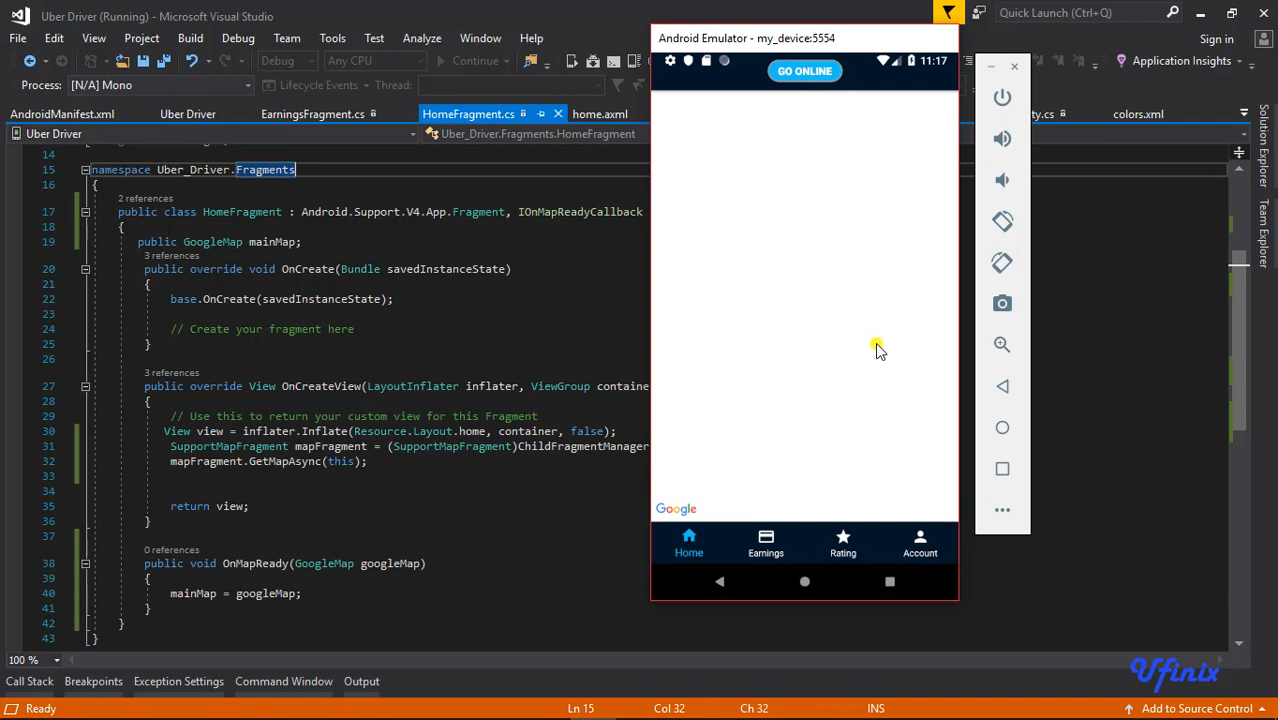 Uber Driver (Running) - Microsoft Visual Studio
Quick Launch (Ctrl+Q)
File Edit View Project Build Debug Team Tools Test Analyze Window Help
Sign in
Debug Any CPU Continue
Application Insights
Process: [N/A] Mono Lifecycle Events Thread:
AndroidManifest.xml Uber Driver EarningsFragment.cs HomeFragment.cs home.axml ty.cs colors.xml
Uber Driver Uber_Driver.Fragments.HomeFragment
14
15 namespace Uber_Driver.Fragments
16 {
2 references
17 public class HomeFragment : Android.Support.V4.App.Fragment, IOnMapReadyCallback
18 {
19 public GoogleMap mainMap;
3 references
20 public override void OnCreate(Bundle savedInstanceState)
21 {
22 base.OnCreate(savedInstanceState);
23
24 // Create your fragment here
25 }
26
3 references
27 public override View OnCreateView(LayoutInflater inflater, ViewGroup containe
28 {
29 // Use this to return your custom view for this Fragment
30 View view = inflater.Inflate(Resource.Layout.home, container, false);
31 SupportMapFragment mapFragment = (SupportMapFragment)ChildFragmentManager
32 mapFragment.GetMapAsync(this);
33
34
35 return view;
36 }
37
0 references
38 public void OnMapReady(GoogleMap googleMap)
39 {
40 mainMap = googleMap;
41 }
42 }
43 }
Android Emulator - my_device:5554
11:17
GO ONLINE
Google
Home Earnings Rating Account
Solution Explorer
Team Explorer
100 %
Ufinix
Call Stack Breakpoints Exception Settings Command Window Output
Ready Ln 15 Col 32 Ch 32 INS Add to Source Control